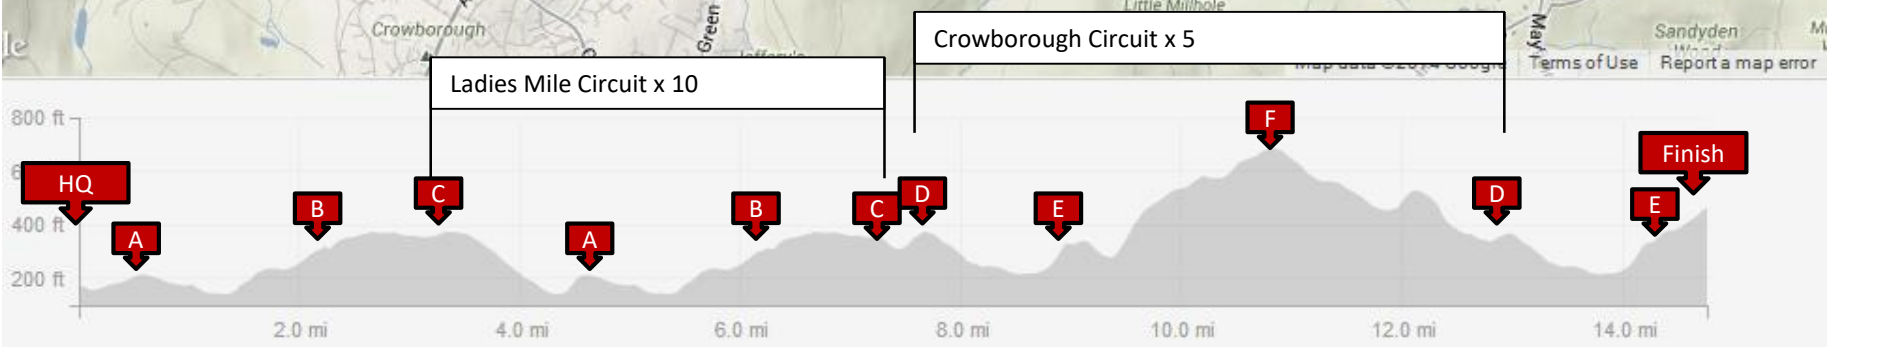 Little Millhole
Crowborough
Green
May
Sandyden
Crowborough Circuit x 5
Terms of Use
Report a map error
Ladies Mile Circuit x 10
800 ft
F
Finish
HQ
C
D
D
B
B
C
E
E
400 ft
A
A
200 ft
2.0 mi
4.0 mi
6.0 mi
8.0 mi
10.0 mi
12.0 mi
14.0 mi